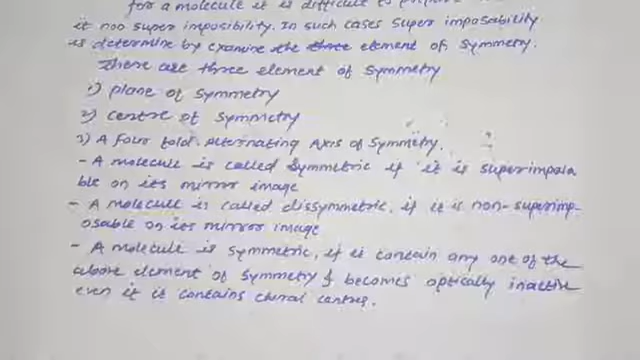 for a molecule it is difficult to
it non super imposibility. In such cases super imposability
is determine by examine the three element of symmetry.
There are three element of symmetry
1) plane of symmetry
2) centre of symmetry
3) A four fold. Alternating Axis of symmetry.
- A molecule is called symmetric if it is superimposa
ble on its mirror image
- A molecule is called dissymmetric. if it is non-superimp-
osable on its mirror image
- A molecule is symmetric, if it contain any one of the
above element of symmetry & becomes optically inactive
even it is contains chiral centres.